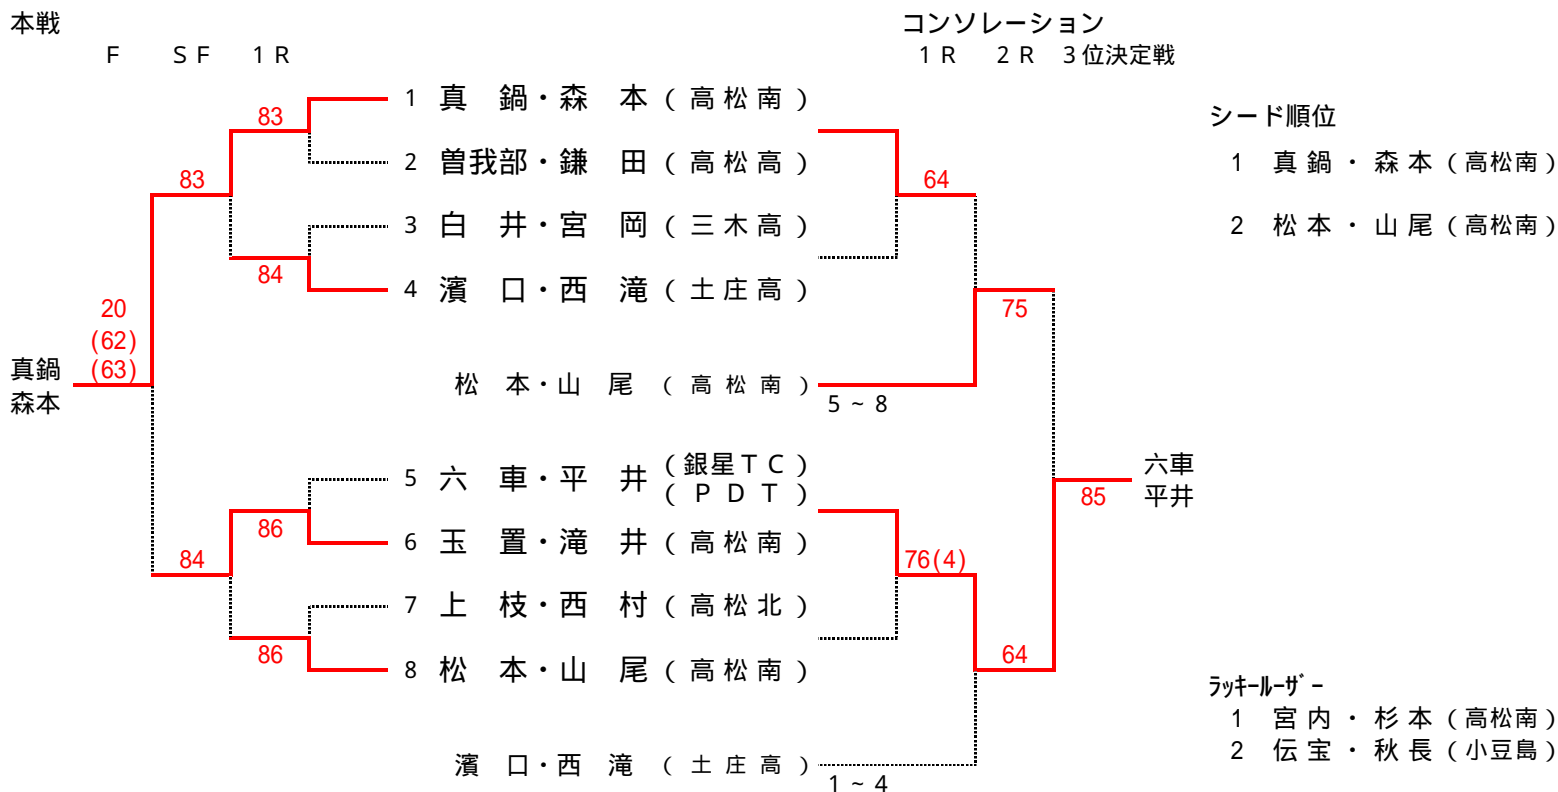 本戦
コンソレーション
F SF 1R
1R 2R 3位決定戦
1 真鍋・森本（高松南）
83
シード順位
2 曽我部・鎌田（高松高）
1 真鍋・森本（高松南）
83
64
3 白井・宮岡（三木高）
2 松本・山尾（高松南）
84
4 濱口・西滝（土庄高）
20
75
(62)
(63)
真鍋
森本
松本・山尾（高松南）
5~8
5 六車・平井（銀星TC）
（PDT）
六車
平井
85
86
6 玉置・滝井（高松南）
84
76(4)
7 上枝・西村（高松北）
86
64
8 松本・山尾（高松南）
ﾗｯｷｰﾙｰｻﾞｰ
1 宮内・杉本（高松南）
2 伝宝・秋長（小豆島）
濱口・西滝（土庄高）
1~4